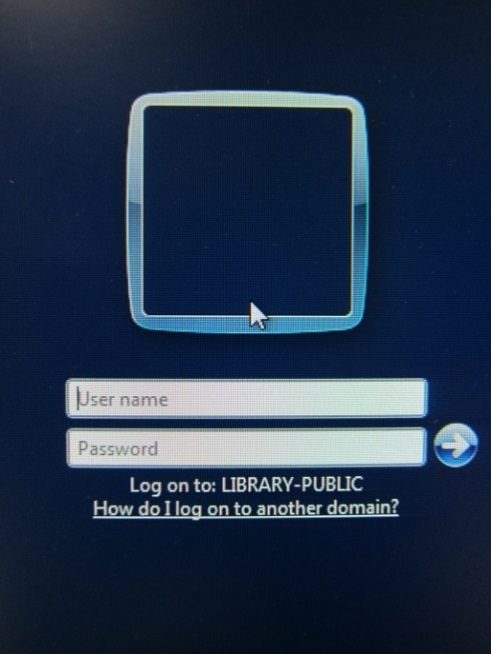 User name
Password
Log on to: LIBRARY-PUBLIC
How do I log on to another domain?